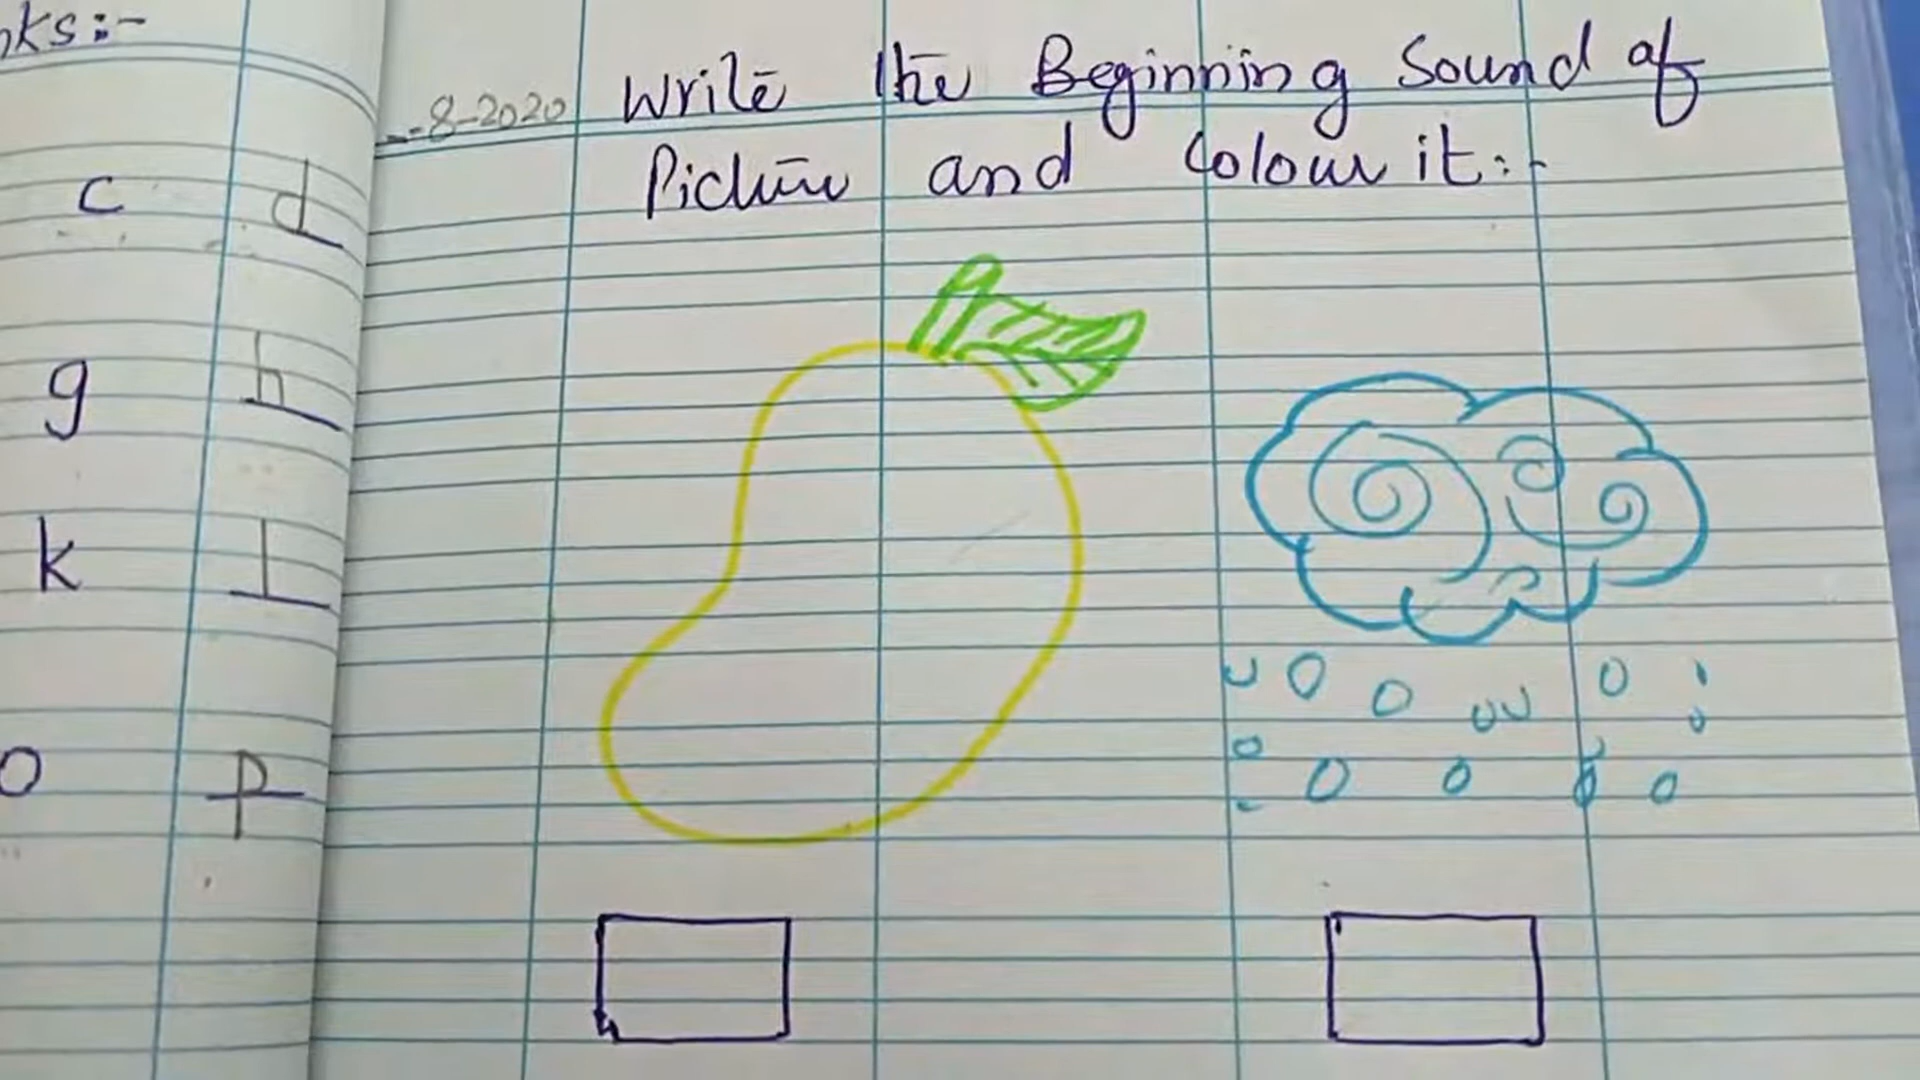 ks:-
c d
g h
k l
o p
-8-2020 Write the Beginning Sound of
Picture and Colour it:-